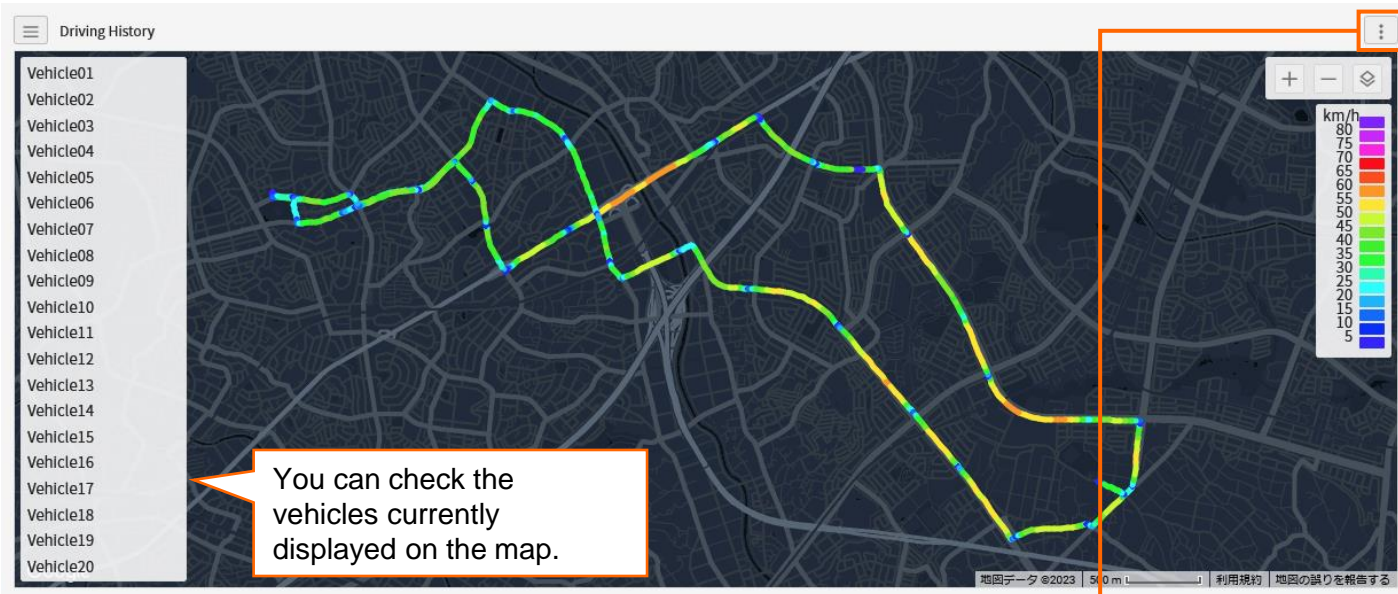 Driving History
Vehicle01
Vehicle02
Vehicle03
Vehicle04
Vehicle05
Vehicle06
Vehicle07
Vehicle08
Vehicle09
Vehicle10
Vehicle11
Vehicle12
Vehicle13
Vehicle14
Vehicle15
Vehicle16
Vehicle17
Vehicle18
Vehicle19
Vehicle20
km/h
80
75
70
65
60
55
50
45
40
35
30
25
20
15
10
5
You can check the
vehicles currently
displayed on the map.
Google
地図データ ©2023
500 m
利用規約
地図の誤りを報告する